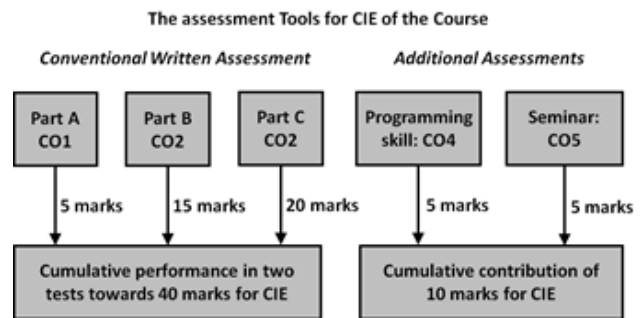 The assessment Tools for CIE of the Course
Conventional Written Assessment
Additional Assessments
Part A
CO1
Part B
CO2
Part C
CO2
Programming
skill: CO4
Seminar:
CO5
5 marks
15 marks
20 marks
5 marks
5 marks
Cumulative performance in two
tests towards 40 marks for CIE
Cumulative contribution of
10 marks for CIE